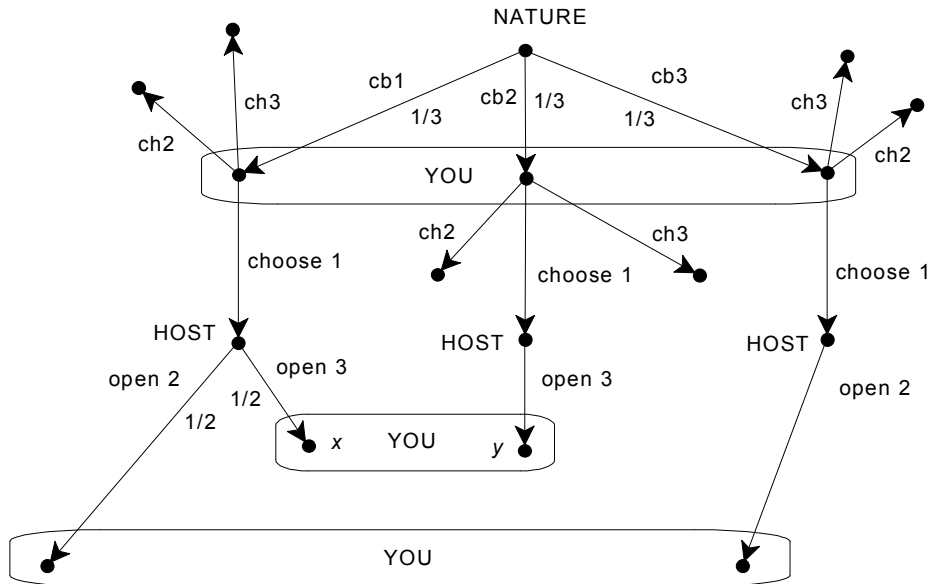 NATURE
cb1
cb2
cb3
1/3
1/3
1/3
ch3
ch2
ch3
ch2
YOU
ch2
ch3
choose 1
choose 1
choose 1
HOST
HOST
HOST
open 2
open 3
open 3
open 2
1/2
1/2
x
YOU
y
YOU